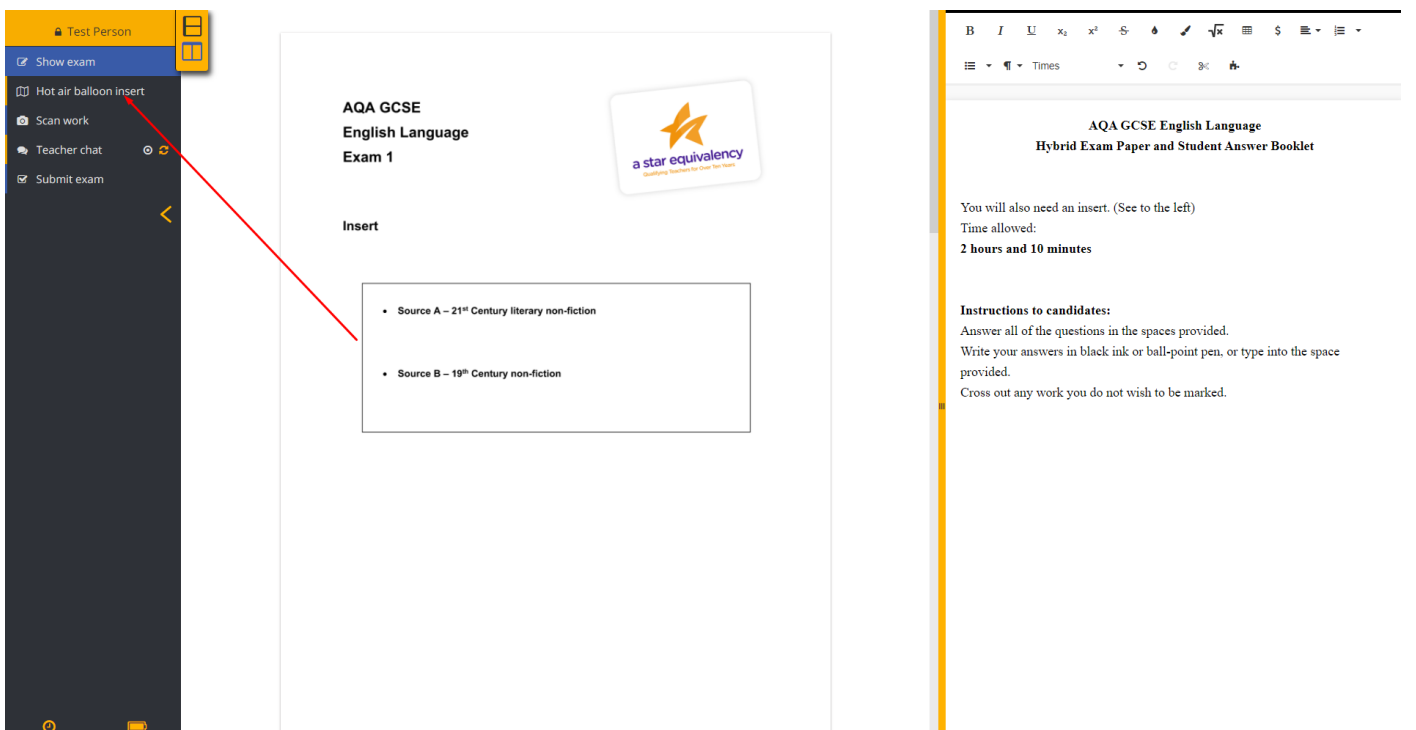 Test Person
Show exam
Hot air balloon insert
Scan work
Teacher chat
Submit exam
AQA GCSE
English Language
Exam 1
a star equivalency
Qualifying Teachers for Over Ten Years
Insert
• Source A – 21st Century literary non-fiction
• Source B – 19th Century non-fiction
B I U x₂ x² S √x $
¶ Times
AQA GCSE English Language
Hybrid Exam Paper and Student Answer Booklet
You will also need an insert. (See to the left)
Time allowed:
2 hours and 10 minutes
Instructions to candidates:
Answer all of the questions in the spaces provided.
Write your answers in black ink or ball-point pen, or type into the space
provided.
Cross out any work you do not wish to be marked.